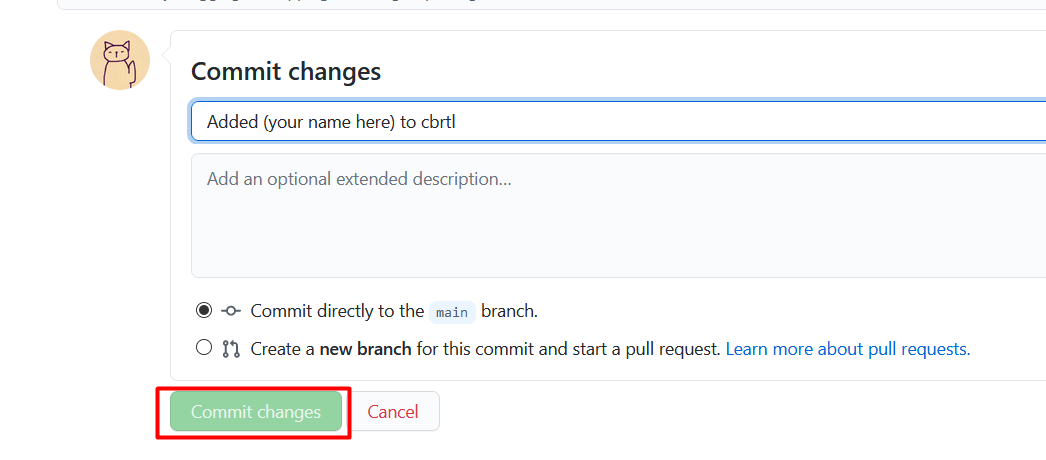 Commit changes
Added (your name here) to cbrtl
Add an optional extended description...
Commit directly to the main branch.
Create a new branch for this commit and start a pull request. Learn more about pull requests.
Commit changes Cancel